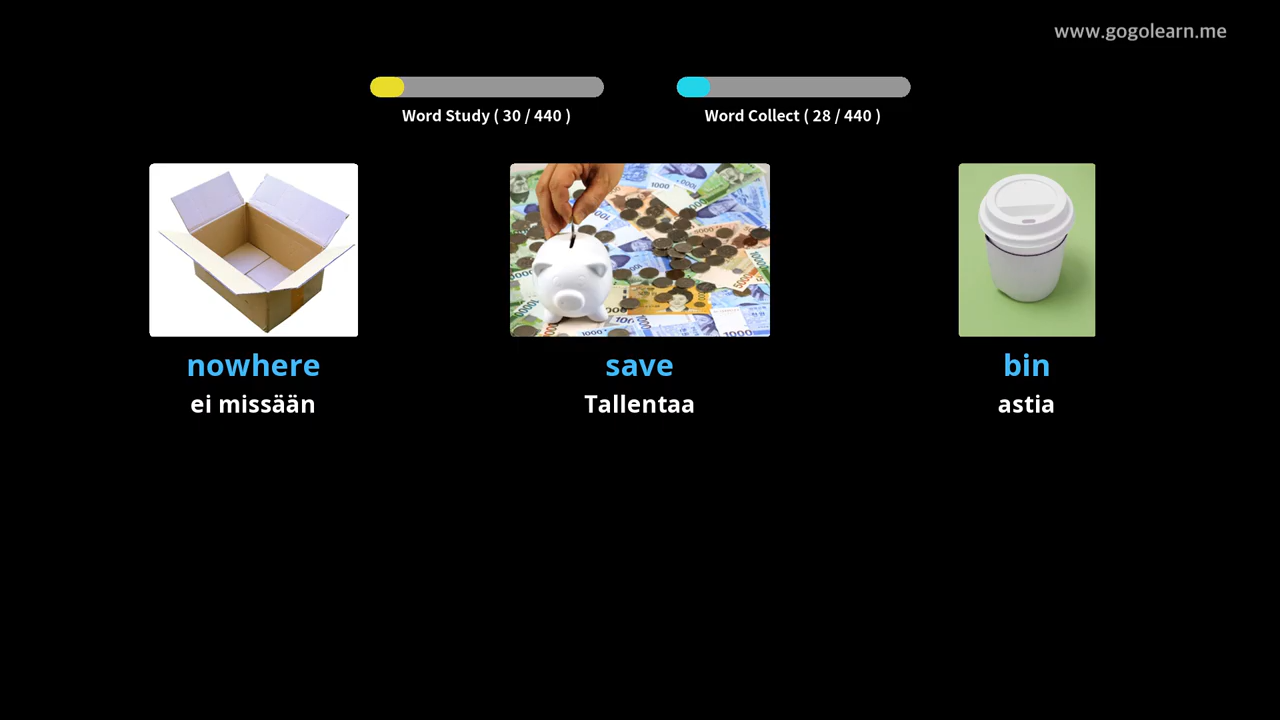 www.gogolearn.me
Word Study ( 30 / 440 )
Word Collect ( 28 / 440 )
nowhere
ei missään
save
Tallentaa
bin
astia